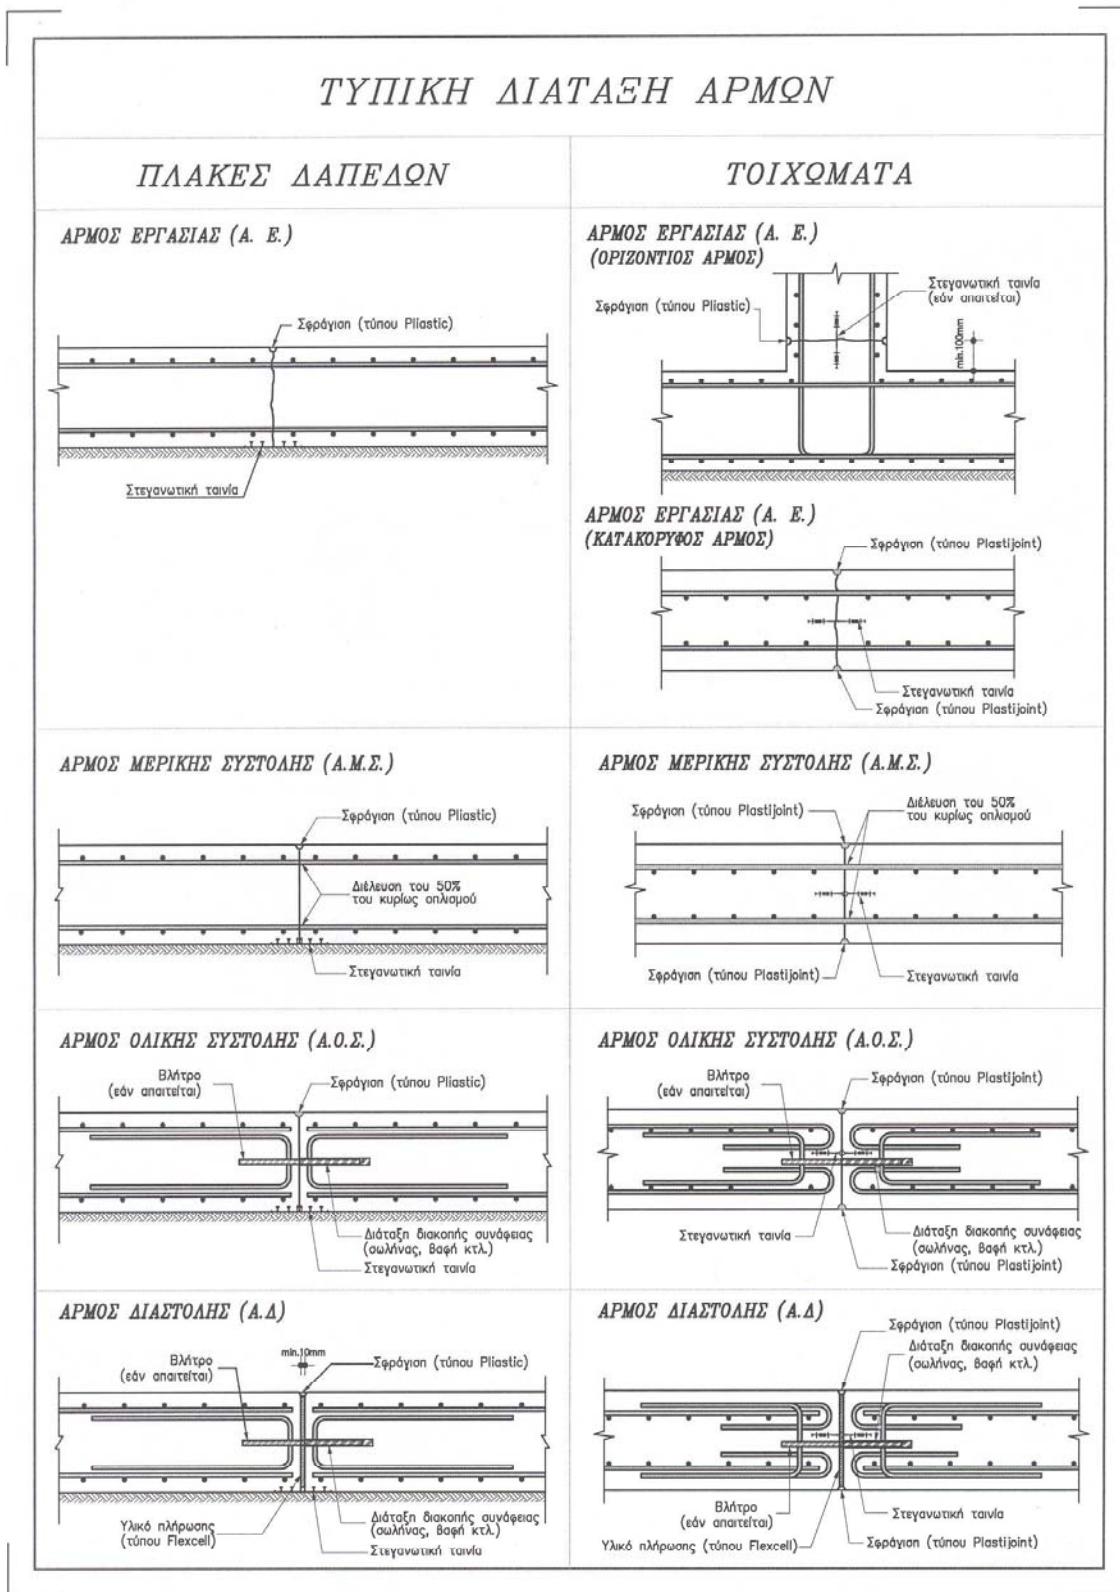 ΤΥΠΙΚΗ ΔΙΑΤΑΞΗ ΑΡΜΩΝ
ΠΛΑΚΕΣ ΔΑΠΕΔΩΝ
ΤΟΙΧΩΜΑΤΑ
ΑΡΜΟΣ ΕΡΓΑΣΙΑΣ (Α. Ε.)
Σφράγιση (τύπου Pliastic)
Στεγανωτική ταινία
ΑΡΜΟΣ ΕΡΓΑΣΙΑΣ (Α. Ε.)
(ΟΡΙΖΟΝΤΙΟΣ ΑΡΜΟΣ)
Στεγανωτική ταινία
(εάν απαιτείται)
Σφράγιση (τύπου Pliastic)
min.100mm
ΑΡΜΟΣ ΕΡΓΑΣΙΑΣ (Α. Ε.)
(ΚΑΤΑΚΟΡΥΦΟΣ ΑΡΜΟΣ)
Σφράγιση (τύπου Plastijoint)
Στεγανωτική ταινία
Σφράγιση (τύπου Plastijoint)
ΑΡΜΟΣ ΜΕΡΙΚΗΣ ΣΥΣΤΟΛΗΣ (Α.Μ.Σ.)
Σφράγιση (τύπου Pliastic)
Διέλευση του 50%
του κυρίως οπλισμού
Στεγανωτική ταινία
ΑΡΜΟΣ ΜΕΡΙΚΗΣ ΣΥΣΤΟΛΗΣ (Α.Μ.Σ.)
Σφράγιση (τύπου Plastijoint)
Διέλευση του 50%
του κυρίως οπλισμού
Σφράγιση (τύπου Plastijoint)
Στεγανωτική ταινία
ΑΡΜΟΣ ΟΛΙΚΗΣ ΣΥΣΤΟΛΗΣ (Α.Ο.Σ.)
Βλήτρο
(εάν απαιτείται)
Σφράγιση (τύπου Pliastic)
Διάταξη διακοπής συνάφειας
(σωλήνας, βαφή κτλ.)
Στεγανωτική ταινία
ΑΡΜΟΣ ΟΛΙΚΗΣ ΣΥΣΤΟΛΗΣ (Α.Ο.Σ.)
Βλήτρο
(εάν απαιτείται)
Σφράγιση (τύπου Plastijoint)
Στεγανωτική ταινία
Διάταξη διακοπής συνάφειας
(σωλήνας, βαφή κτλ.)
Σφράγιση (τύπου Plastijoint)
ΑΡΜΟΣ ΔΙΑΣΤΟΛΗΣ (Α.Δ)
Βλήτρο
(εάν απαιτείται)
min.10mm
Σφράγιση (τύπου Pliastic)
Υλικό πλήρωσης
(τύπου Flexcell)
Διάταξη διακοπής συνάφειας
(σωλήνας, βαφή κτλ.)
Στεγανωτική ταινία
ΑΡΜΟΣ ΔΙΑΣΤΟΛΗΣ (Α.Δ)
Σφράγιση (τύπου Plastijoint)
Διάταξη διακοπής συνάφειας
(σωλήνας, βαφή κτλ.)
Βλήτρο
(εάν απαιτείται)
Στεγανωτική ταινία
Υλικό πλήρωσης (τύπου Flexcell)
Σφράγιση (τύπου Plastijoint)